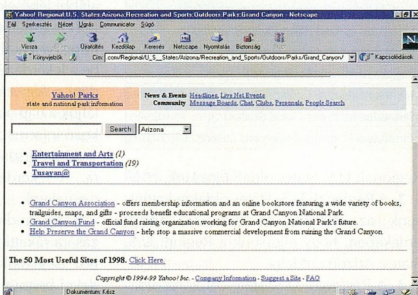 Yahoo! Regional:U.S. States:Arizona:Recreation and Sports:Outdoors:Parks:Grand Canyon - Netscape
Fájl Szerkesztés Nézet Ugrás Communicator Súgó
Vissza Újratöltés Kezdőlap Keresés Netscape Nyomtatás Biztonság
Könyvjelzők Cím: .com/Regional/U_S__States/Arizona/Recreation_and_Sports/Outdoors/Parks/Grand_Canyon/ Kapcsolódások
Yahoo! Parks
state and national park information
News & Events Headlines, Live Net Events
Community Message Boards, Chat, Clubs, Personals, People Search
Search Arizona
Entertainment and Arts (1)
Travel and Transportation (19)
Tusayan@
Grand Canyon Association - offers membership information and an online bookstore featuring a wide variety of books,
trailguides, maps, and gifts - proceeds benefit educational programs at Grand Canyon National Park.
Grand Canyon Fund - official fund raising organization working for Grand Canyon National Park's future.
Help Preserve the Grand Canyon - help stop a massive commercial development from ruining the Grand Canyon.
The 50 Most Useful Sites of 1998. Click Here.
Copyright © 1994-99 Yahoo! Inc. - Company Information - Suggest a Site - FAQ
Dokumentum: Kész